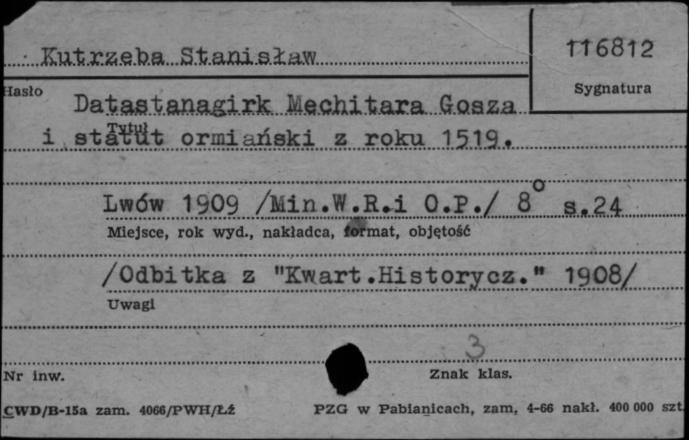 Kutrzeba Stanisław
116812
Hasło
Sygnatura
Datastanagirk Mechitara Gosza
Tytuł
i statut ormiański z roku 1519.
Lwów 1909 /Min.W.R.i O.P./ 8° s.24
Miejsce, rok wyd., nakładca, format, objętość
/Odbitka z "Kwart.Historycz." 1908/
Uwagi
3
Nr inw.
Znak klas.
CWD/B-15a zam. 4066/PWH/Łź
PZG w Pabianicach, zam, 4-66 nakł. 400 000 szt.